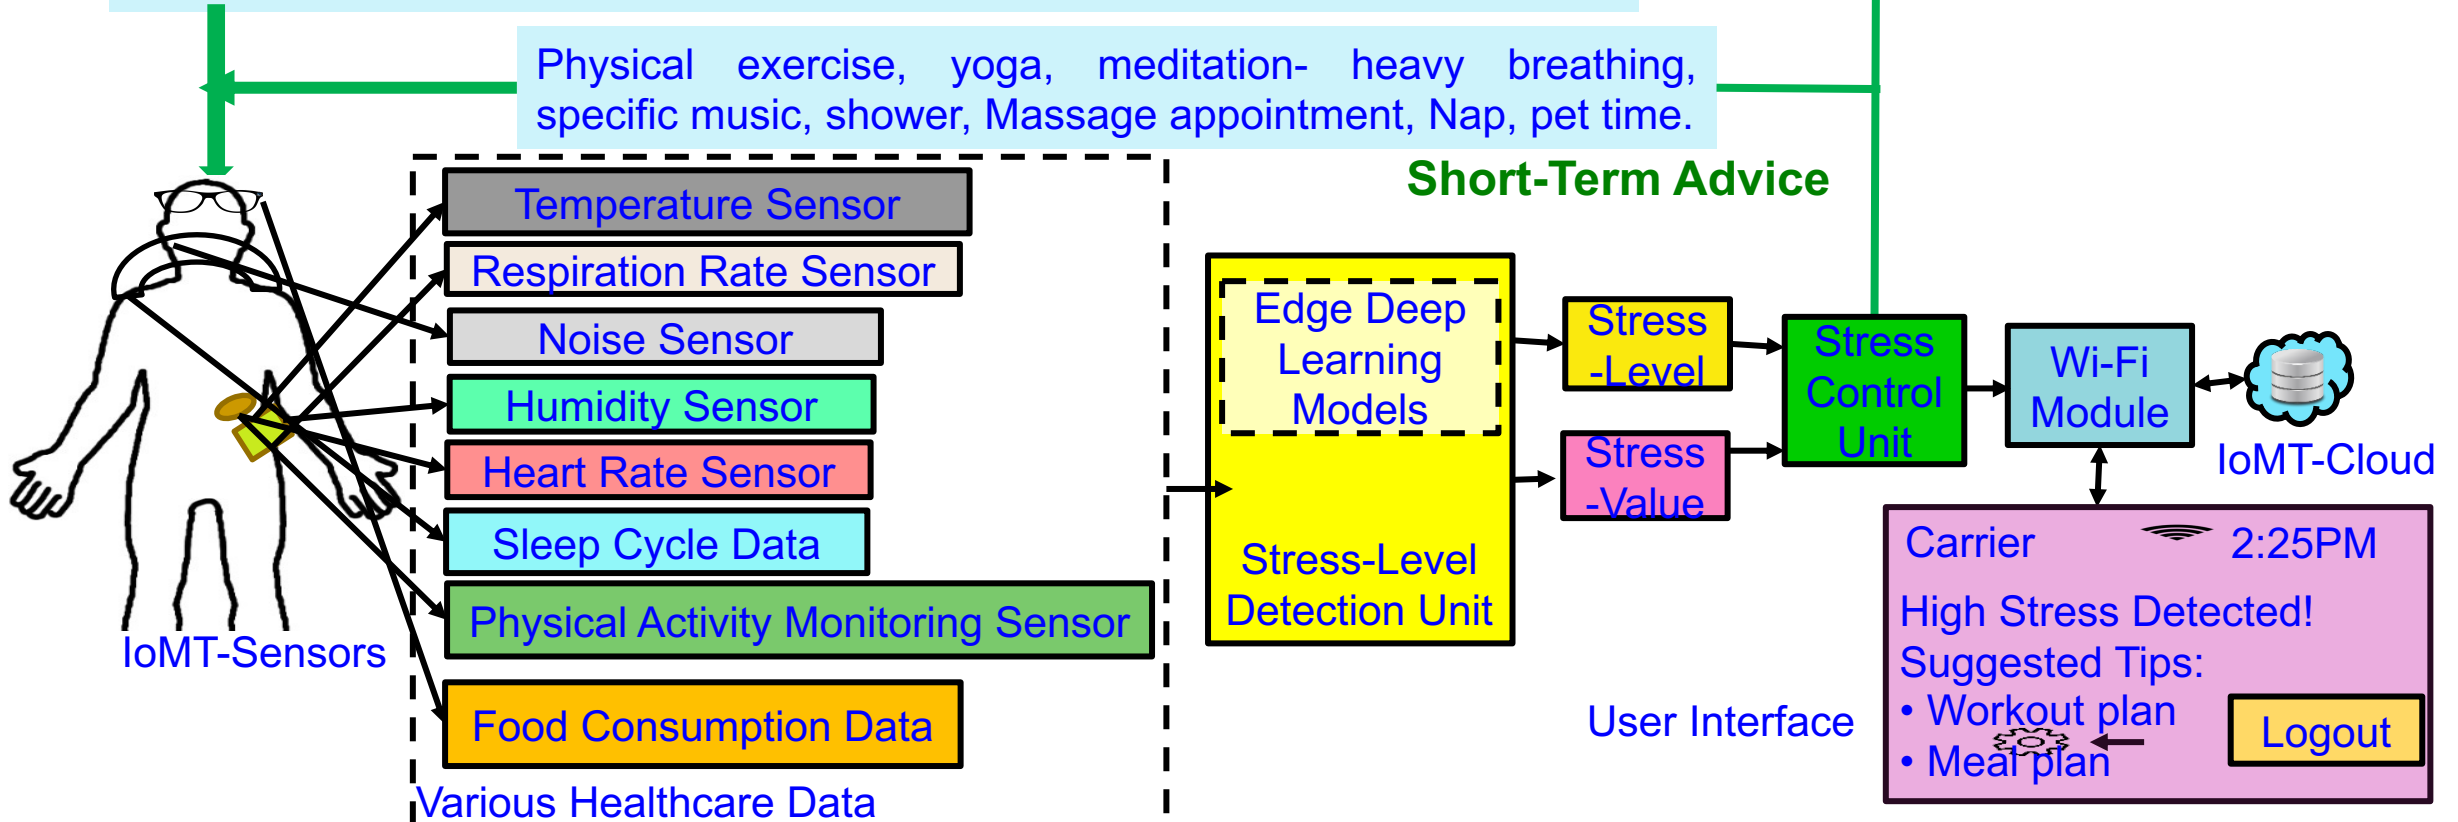 Physical exercise, yoga, meditation- heavy breathing,
specific music, shower, Massage appointment, Nap, pet time.
Short-Term Advice
Temperature Sensor
Respiration Rate Sensor
Noise Sensor
Humidity Sensor
Heart Rate Sensor
Sleep Cycle Data
Physical Activity Monitoring Sensor
Food Consumption Data
Various Healthcare Data
IoMT-Sensors
Edge Deep
Learning
Models
Stress-Level
Detection Unit
Stress
-Level
Stress
-Value
Stress
Control
Unit
Wi-Fi
Module
IoMT-Cloud
User Interface
Carrier 2:25PM
High Stress Detected!
Suggested Tips:
• Workout plan
• Meal plan
Logout